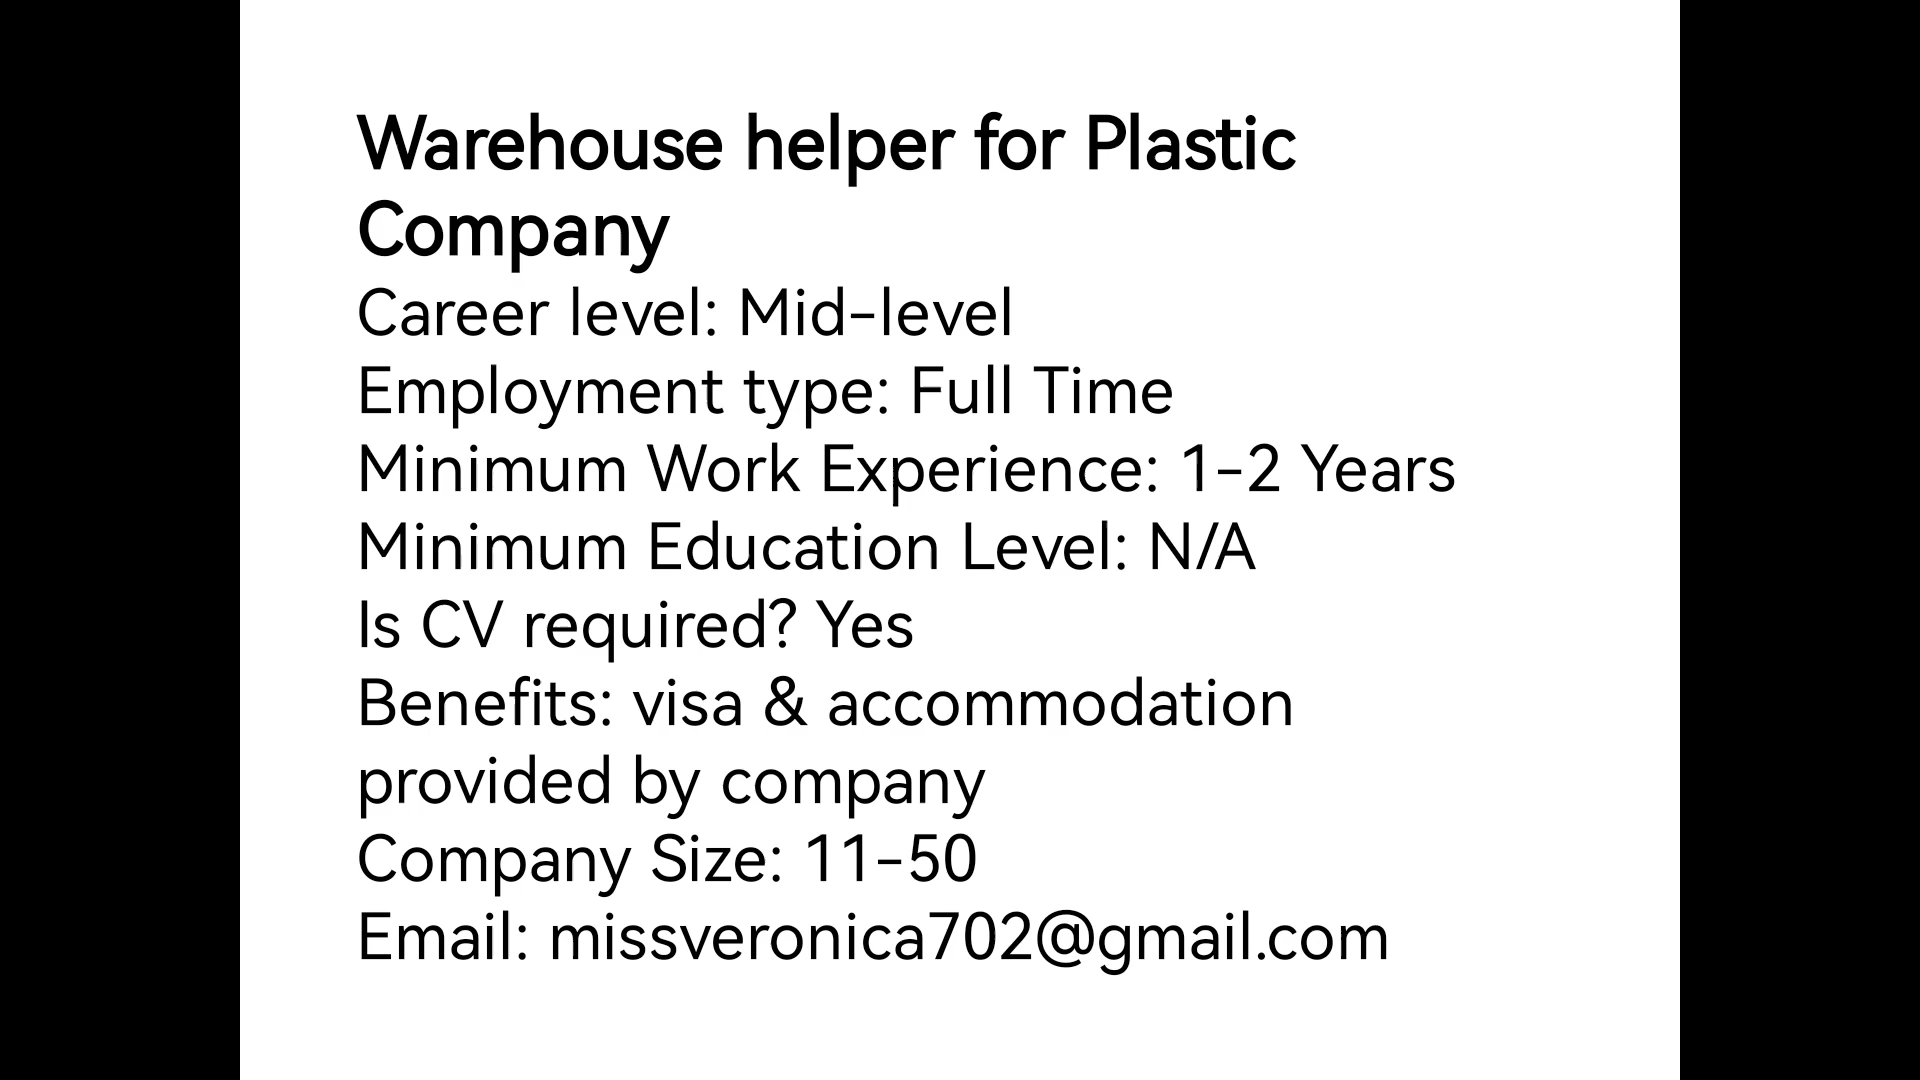 Warehouse helper for Plastic
Company
Career level: Mid-level
Employment type: Full Time
Minimum Work Experience: 1-2 Years
Minimum Education Level: N/A
Is CV required? Yes
Benefits: visa & accommodation
provided by company
Company Size: 11-50
Email: missveronica702@gmail.com